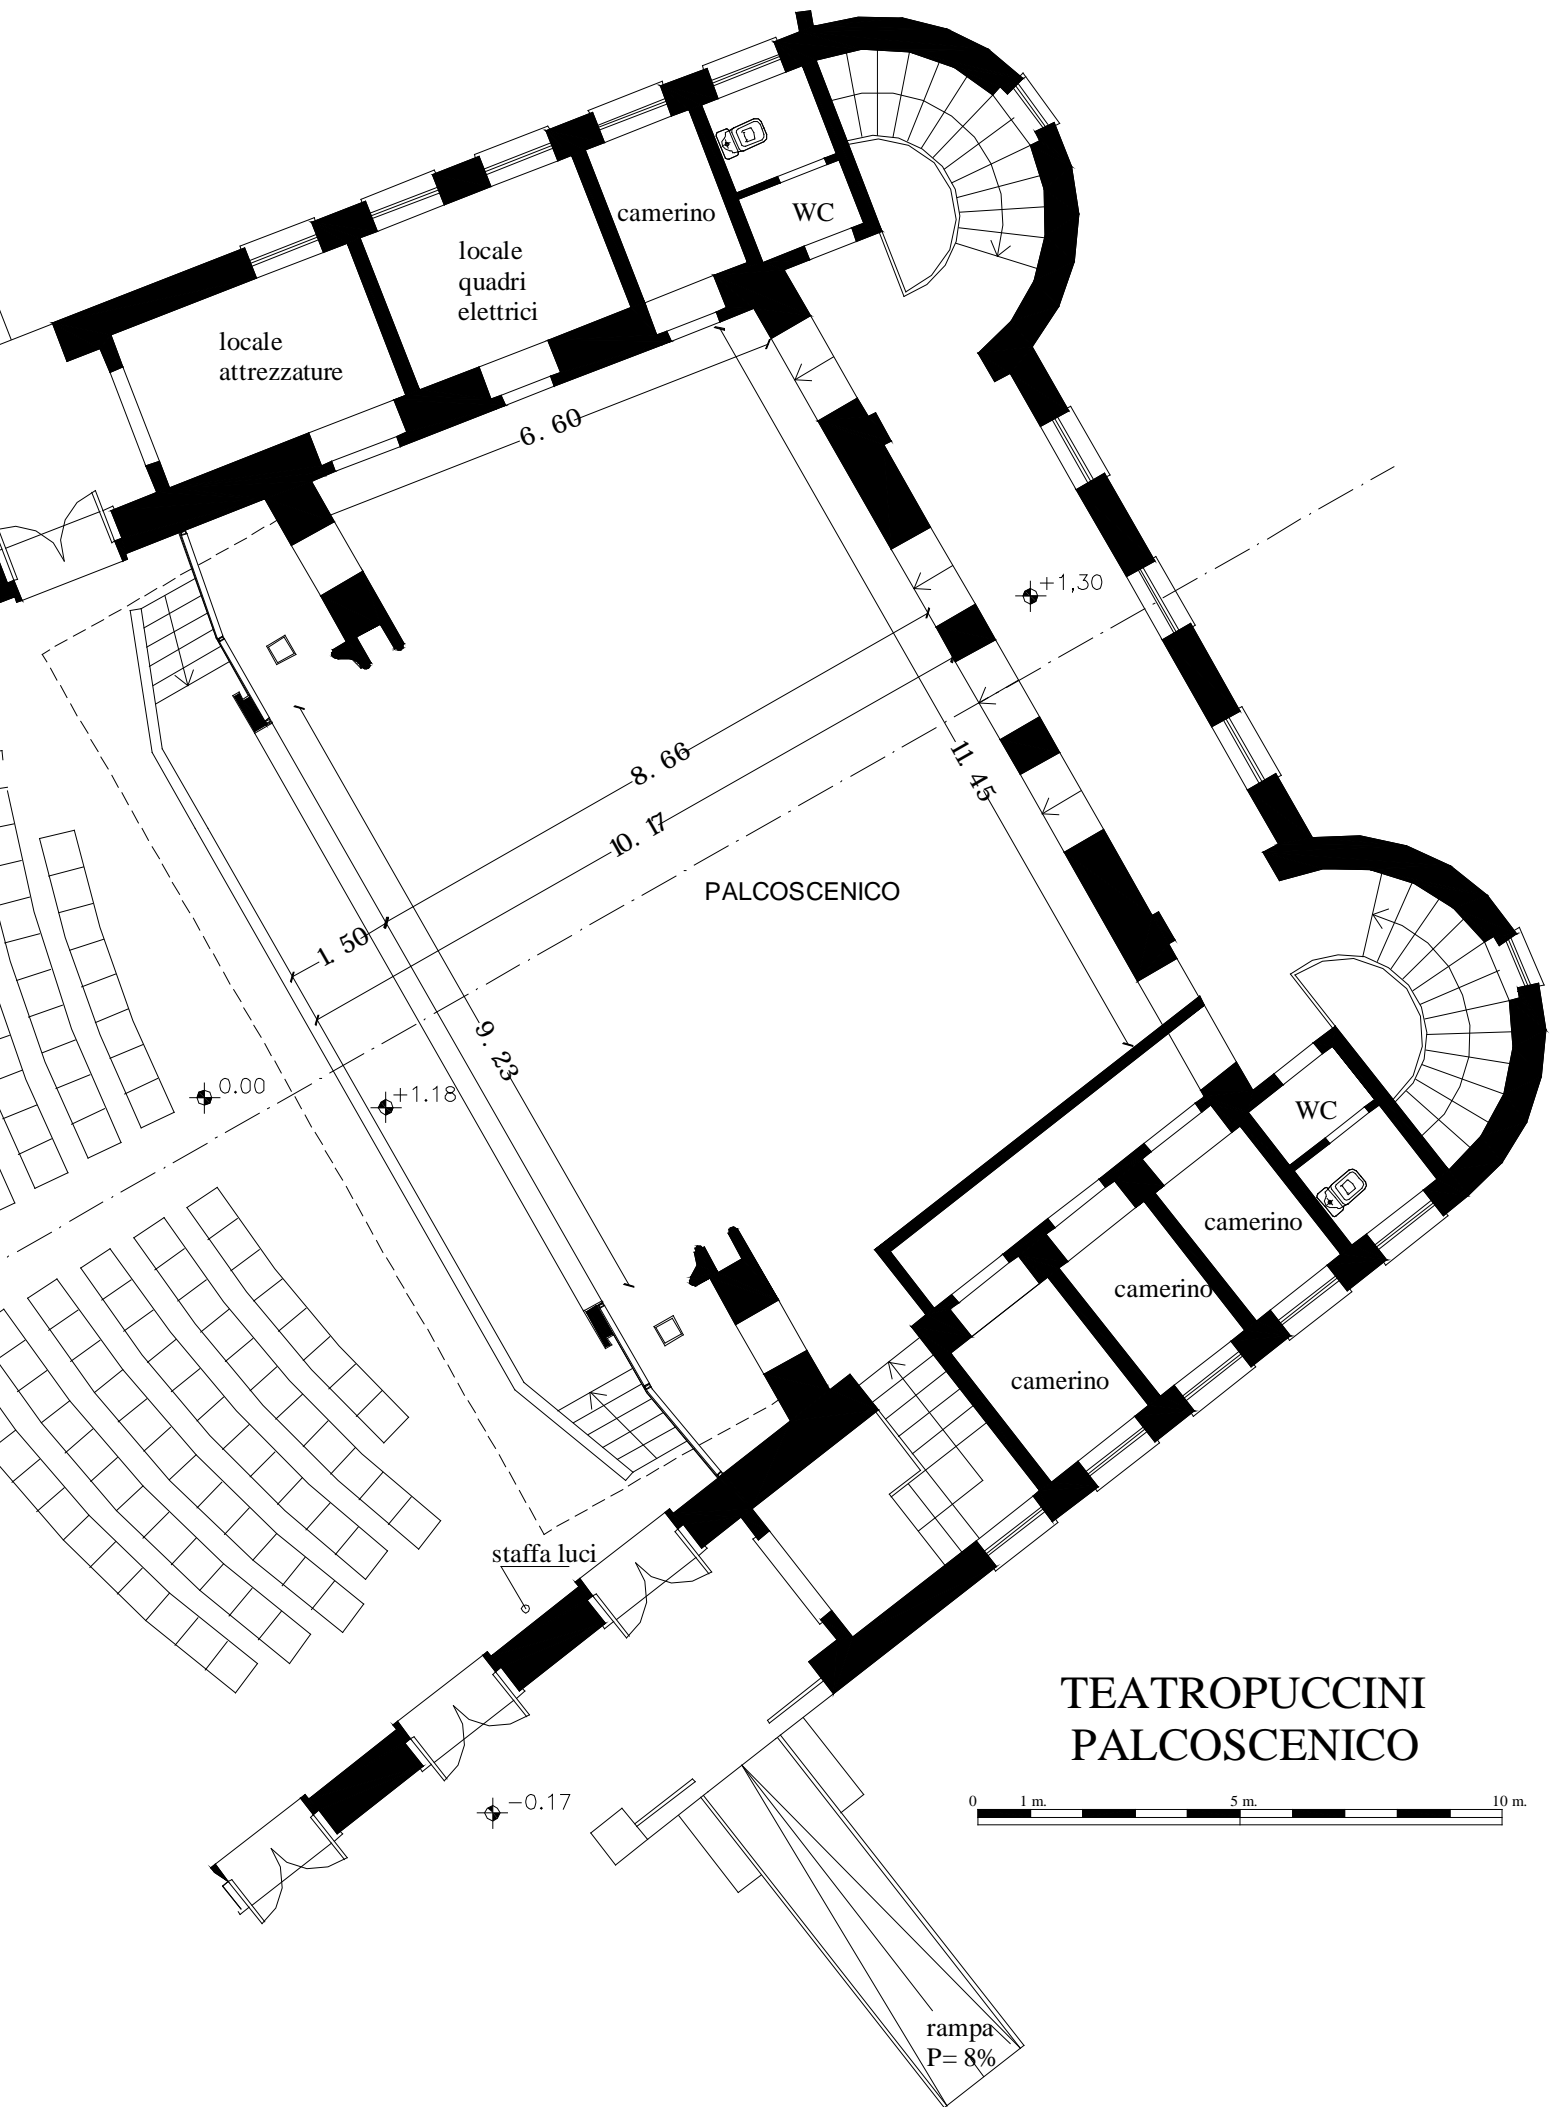 camerino
WC
locale
quadri
elettrici
locale
attrezzature
6. 60
+1,30
8. 66
11. 45
10. 17
PALCOSCENICO
1. 50
9. 23
0.00
+1.18
WC
camerino
camerino
camerino
staffa luci
TEATROPUCCINI
PALCOSCENICO
0 1 m. 5 m. 10 m.
-0.17
rampa
P= 8%